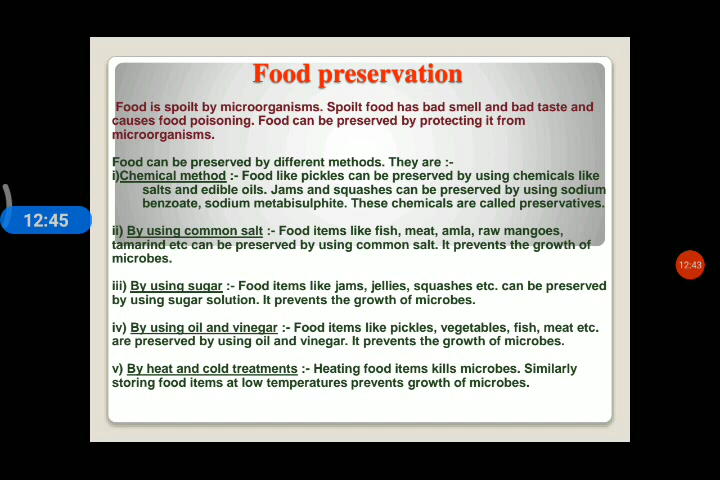 Food preservation
Food is spoilt by microorganisms. Spoilt food has bad smell and bad taste and
causes food poisoning. Food can be preserved by protecting it from
microorganisms.
Food can be preserved by different methods. They are :-
i)Chemical method :- Food like pickles can be preserved by using chemicals like
salts and edible oils. Jams and squashes can be preserved by using sodium
benzoate, sodium metabisulphite. These chemicals are called preservatives.
12:45
ii) By using common salt :- Food items like fish, meat, amla, raw mangoes,
tamarind etc can be preserved by using common salt. It prevents the growth of
microbes.
12:43
iii) By using sugar :- Food items like jams, jellies, squashes etc. can be preserved
by using sugar solution. It prevents the growth of microbes.
iv) By using oil and vinegar :- Food items like pickles, vegetables, fish, meat etc.
are preserved by using oil and vinegar. It prevents the growth of microbes.
v) By heat and cold treatments :- Heating food items kills microbes. Similarly
storing food items at low temperatures prevents growth of microbes.